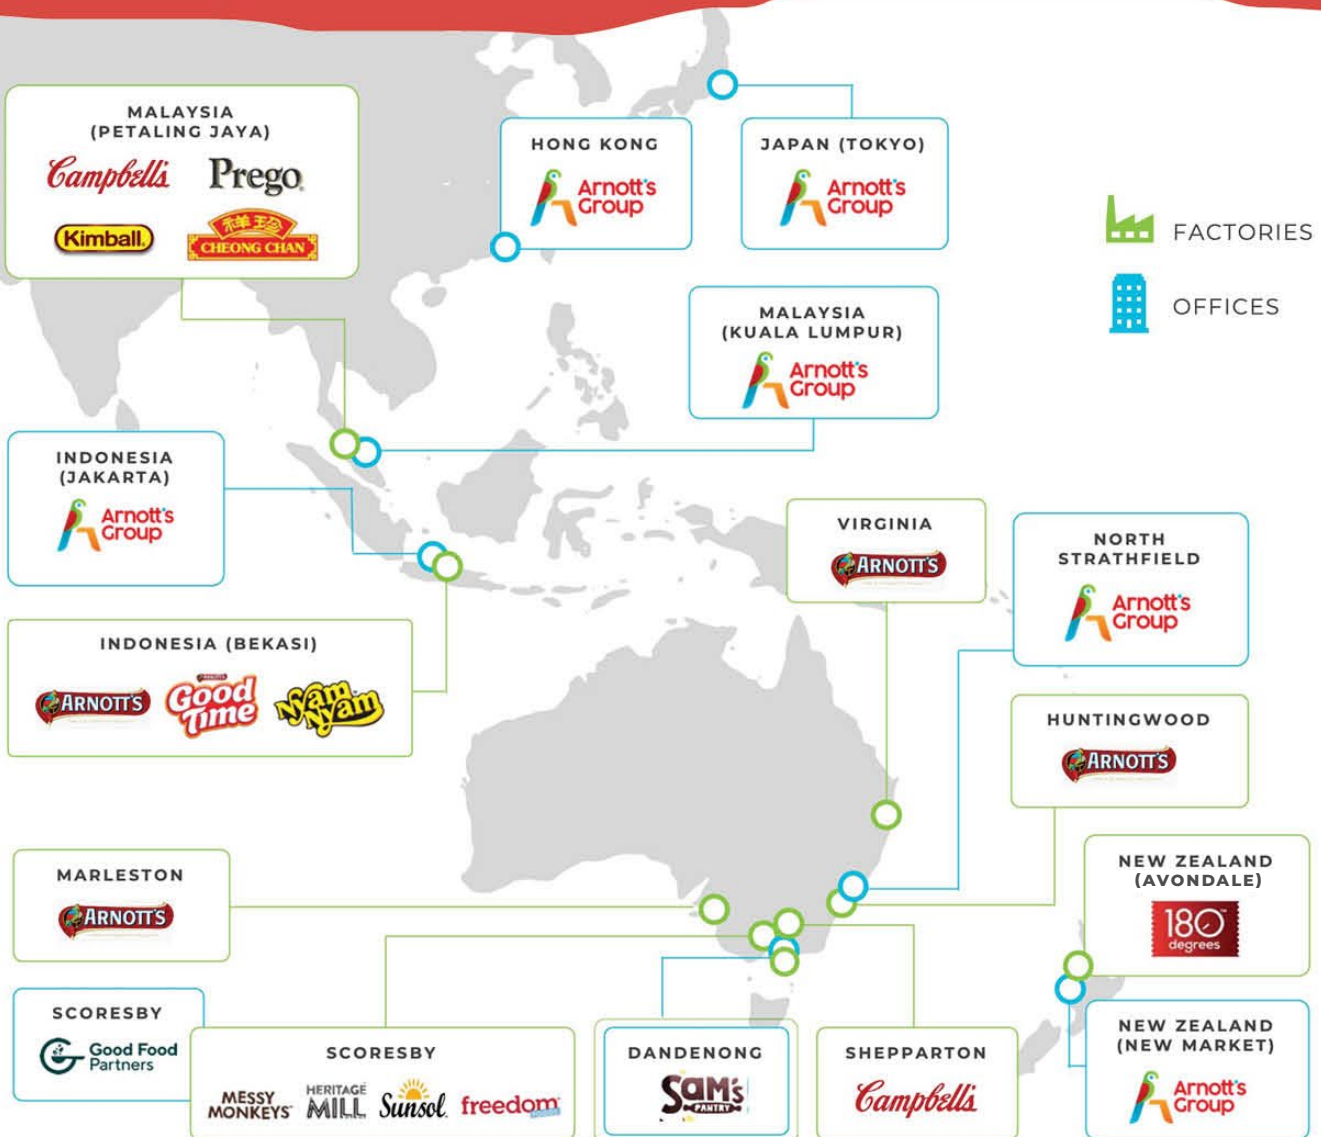 MALAYSIA
(PETALING JAYA)
Campbell's
Prego
Kimball
祥珍
CHEONG CHAN
HONG KONG
Arnott's
Group
JAPAN (TOKYO)
Arnott's
Group
FACTORIES
OFFICES
MALAYSIA
(KUALA LUMPUR)
Arnott's
Group
INDONESIA
(JAKARTA)
Arnott's
Group
VIRGINIA
ARNOTT'S
NORTH
STRATHFIELD
Arnott's
Group
INDONESIA (BEKASI)
ARNOTT'S
Good
Time
Nyam
Nyam
HUNTINGWOOD
ARNOTT'S
MARLESTON
ARNOTT'S
NEW ZEALAND
(AVONDALE)
180
degrees
SCORESBY
Good Food
Partners
SCORESBY
MESSY
MONKEYS
HERITAGE
MILL
Sunsol
freedom
DANDENONG
SAM'S
PANTRY
SHEPPARTON
Campbell's
NEW ZEALAND
(NEW MARKET)
Arnott's
Group